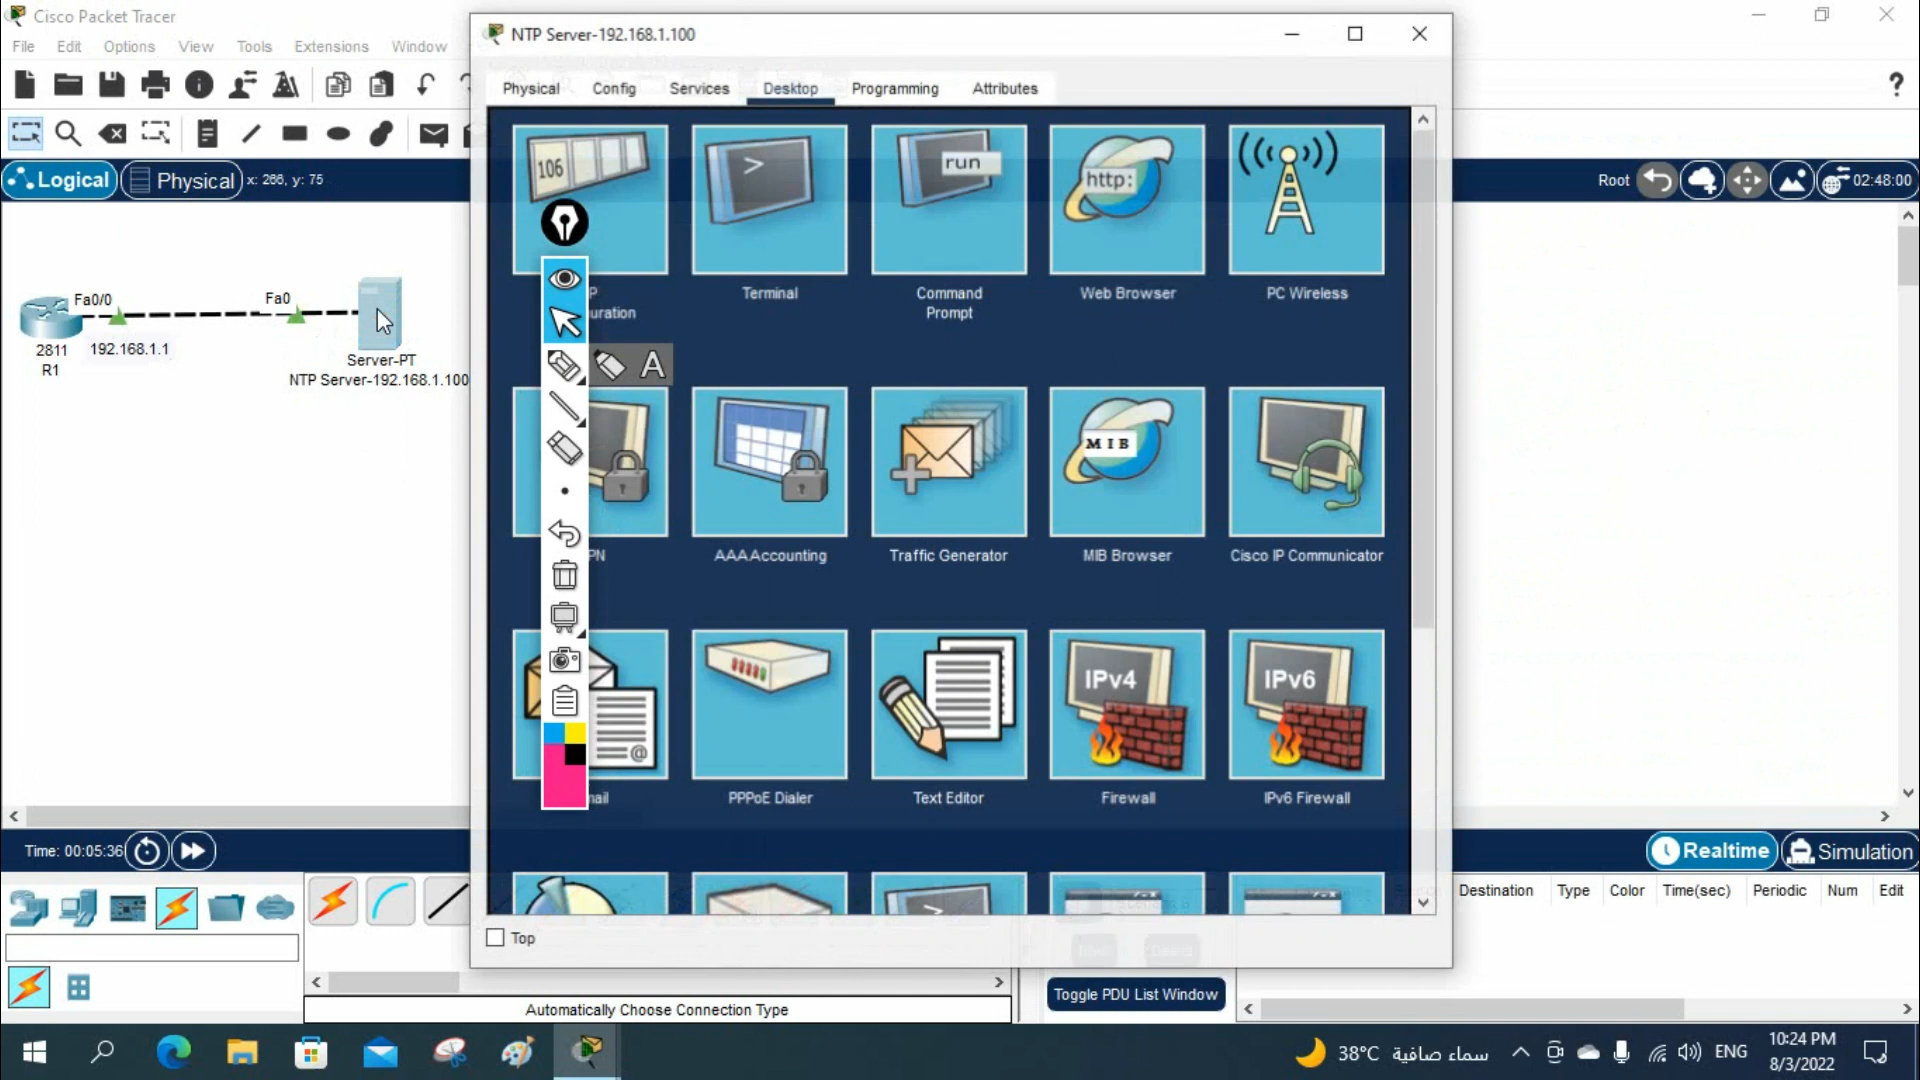 Cisco Packet Tracer
File Edit Options View Tools Extensions Window
NTP Server-192.168.1.100
Physical Config Services Desktop Programming Attributes
?
Logical Physical x: 286, y: 75
Root 02:48:00
106
>
run
http:
P
uration
Terminal
Command
Prompt
Web Browser
PC Wireless
Fa0/0
Fa0
192.168.1.1
2811
R1
Server-PT
NTP Server-192.168.1.100
A
MIB
PN
AAA Accounting
Traffic Generator
MIB Browser
Cisco IP Communicator
@
IPv4
IPv6
mail
PPPoE Dialer
Text Editor
Firewall
IPv6 Firewall
>
Time: 00:05:36
Realtime
Simulation
Top
Destination Type Color Time(sec) Periodic Num Edit
Toggle PDU List Window
Automatically Choose Connection Type
38°C سماء صافية
ENG
10:24 PM
8/3/2022